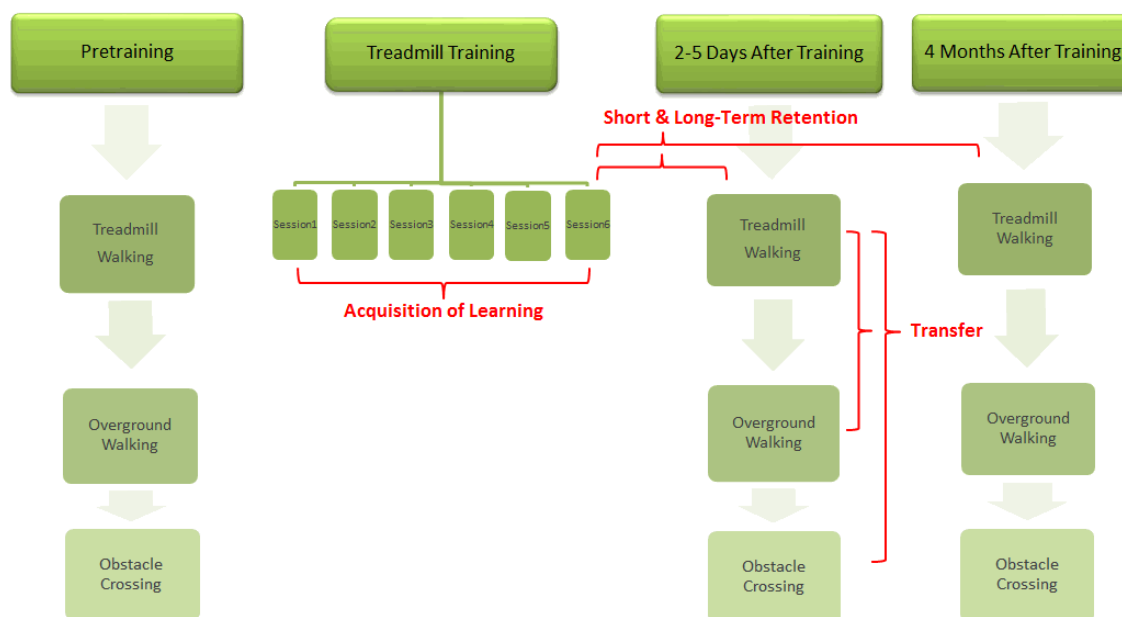 Pretraining
Treadmill Training
2-5 Days After Training
4 Months After Training
Short & Long-Term Retention
Treadmill
Walking
Session1
Session2
Session3
Session4
Session5
Session6
Treadmill
Walking
Treadmill
Walking
Acquisition of Learning
Transfer
Overground
Walking
Overground
Walking
Overground
Walking
Obstacle
Crossing
Obstacle
Crossing
Obstacle
Crossing